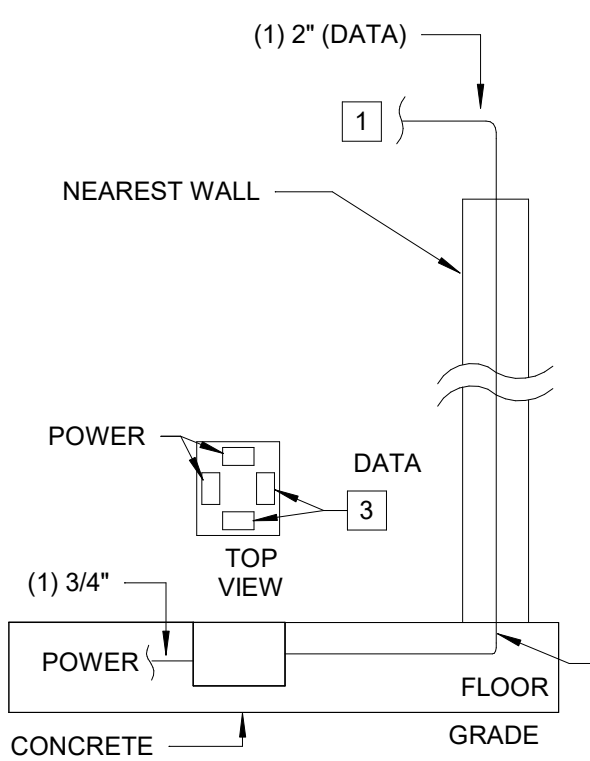 (1) 2" (DATA)
1
NEAREST WALL
POWER
DATA
3
TOP
VIEW
(1) 3/4"
POWER
FLOOR
GRADE
CONCRETE